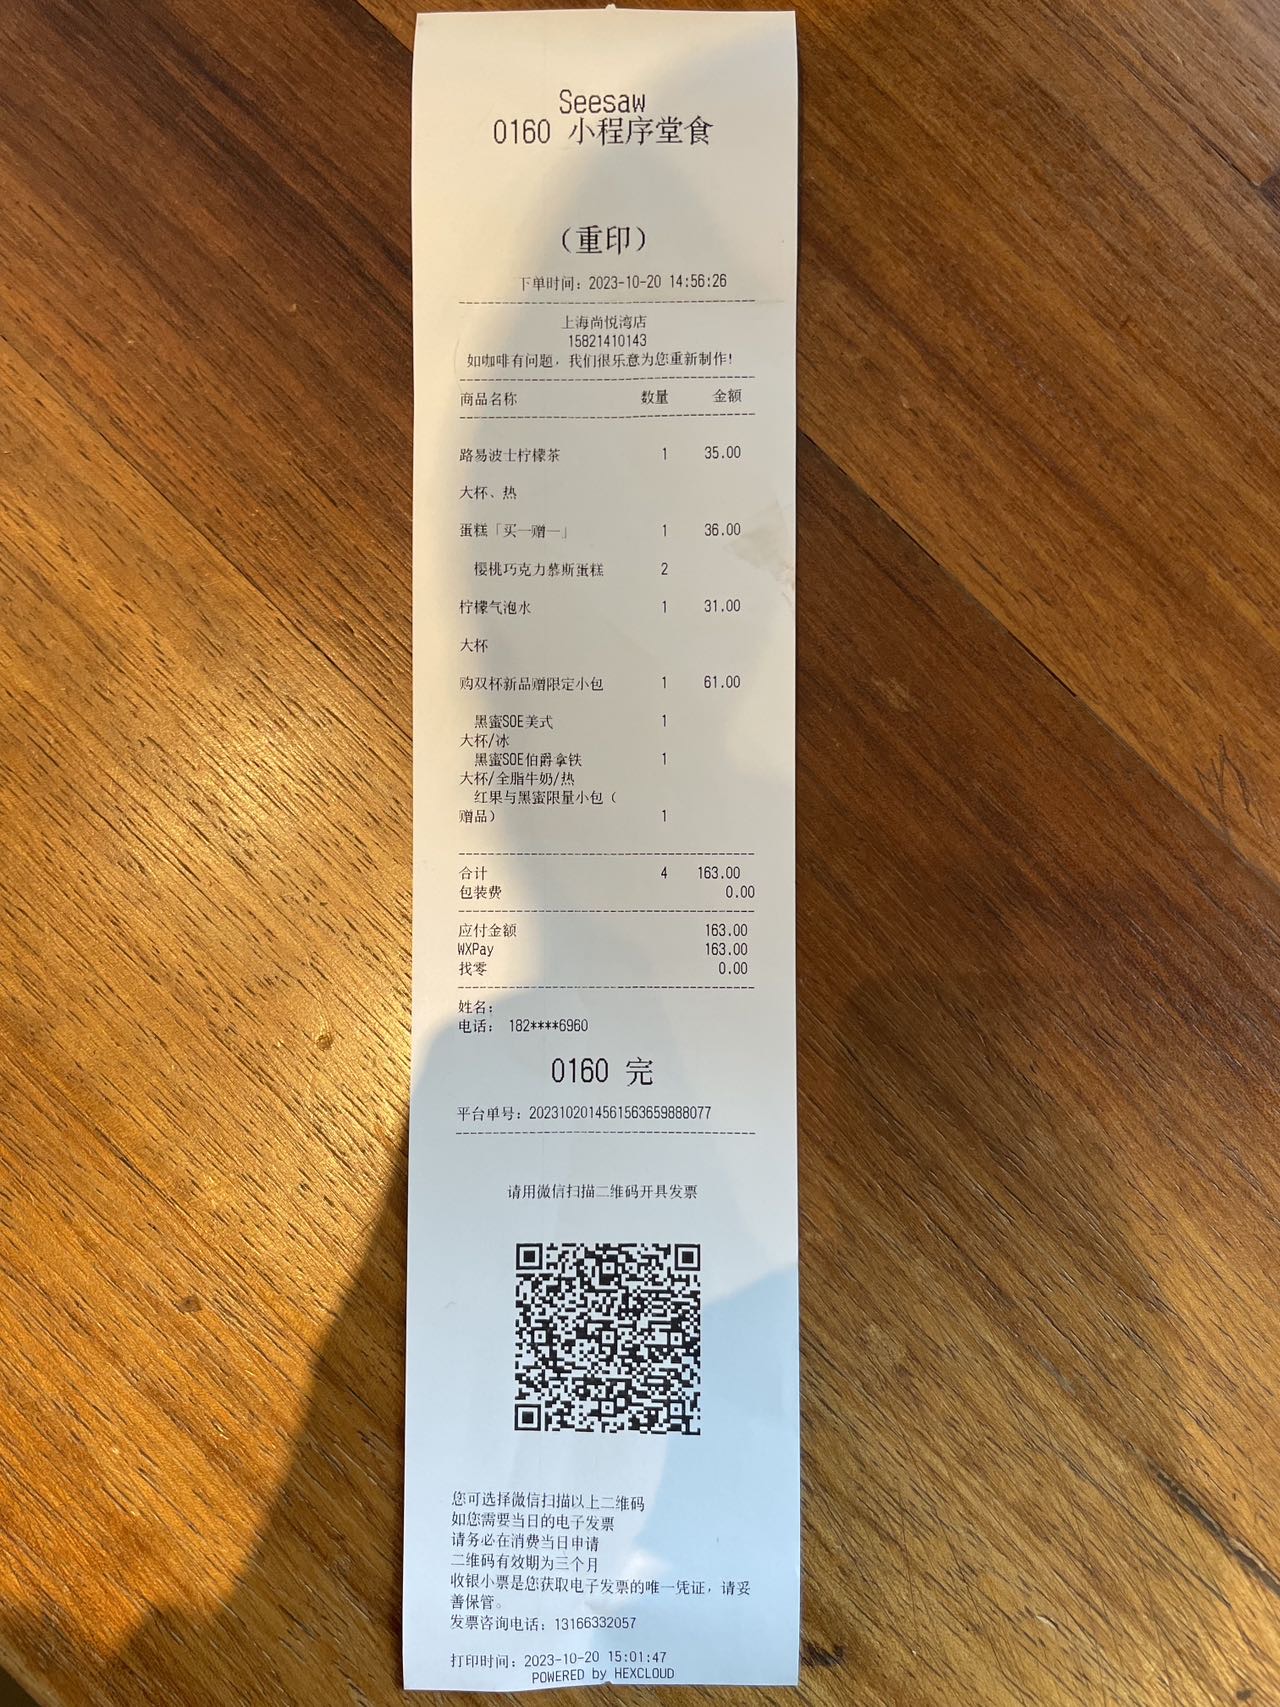 Seesaw
0160 小程序堂食
（重印）
下单时间：2023-10-20 14:56:26
上海尚悦湾店
15821410143
如咖啡有问题，我们很乐意为您重新制作！
商品名称 数量 金额
路易波士柠檬茶 1 35.00
大杯、热
蛋糕「买一赠一」 1 36.00
樱桃巧克力慕斯蛋糕 2
柠檬气泡水 1 31.00
大杯
购双杯新品赠限定小包 1 61.00
黑蜜SOE美式 1
大杯/冰
黑蜜SOE伯爵拿铁 1
大杯/全脂牛奶/热
红果与黑蜜限量小包（
赠品） 1
合计 4 163.00
包装费 0.00
应付金额 163.00
WXPay 163.00
找零 0.00
姓名：
电话： 182****6960
0160 完
平台单号：2023102014561563659888077
请用微信扫描二维码开具发票
您可选择微信扫描以上二维码
如您需要当日的电子发票
请务必在消费当日申请
二维码有效期为三个月
收银小票是您获取电子发票的唯一凭证，请妥
善保管。
发票咨询电话：13166332057
打印时间：2023-10-20 15:01:47
POWERED by HEXCLOUD